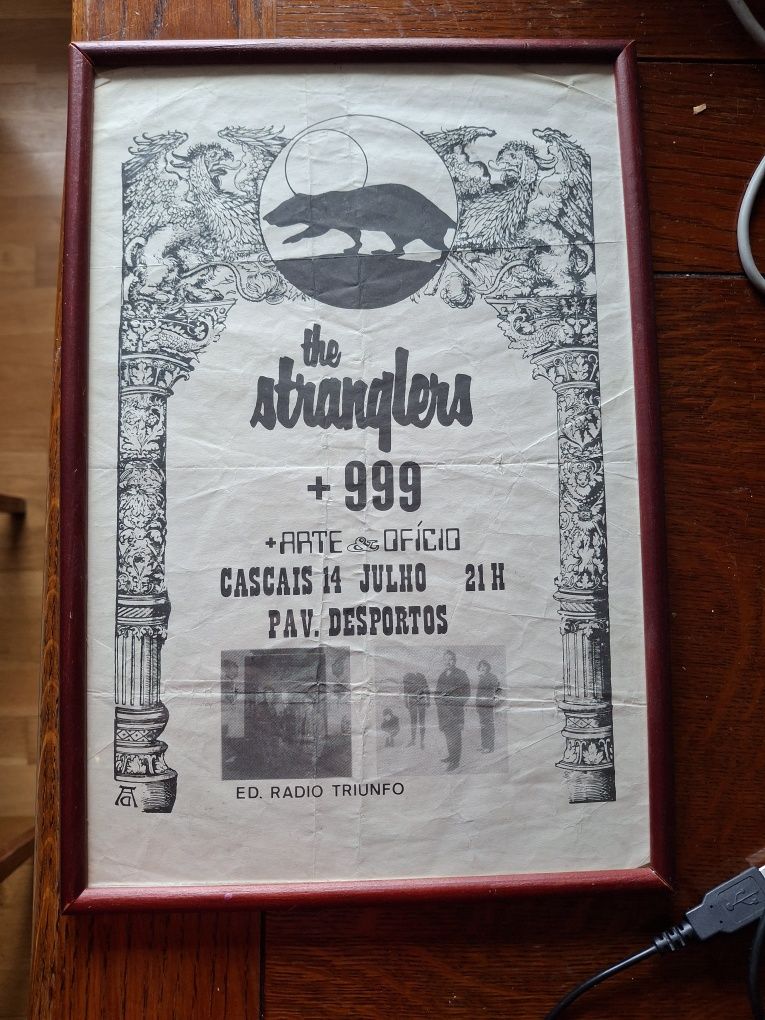 the
stranglers
+ 999
+ARTE & OFÍCIO
CASCAIS 14 JULHO 21 H
PAV. DESPORTOS
ED. RADIO TRIUNFO